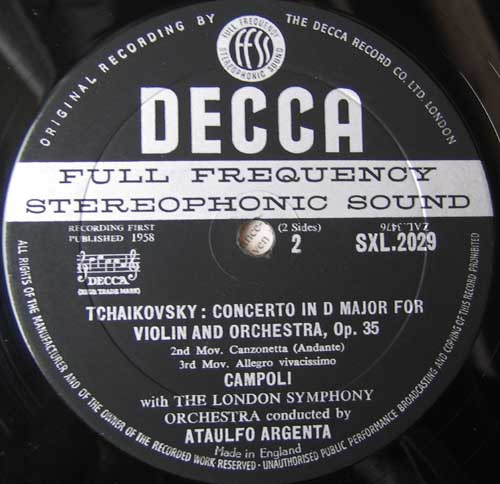 ORIGINAL RECORDING BY THE DECCA RECORD CO. LTD. LONDON
FULL FREQUENCY
ffss
STEREOPHONIC SOUND
DECCA
FULL FREQUENCY
STEREOPHONIC SOUND
RECORDING FIRST
PUBLISHED 1958
(2 Sides)
2
ZAL.3476
SXL.2029
DECCA
(REGD. TRADE MARK)
TCHAIKOVSKY: CONCERTO IN D MAJOR FOR
VIOLIN AND ORCHESTRA, Op. 35
2nd Mov. Canzonetta (Andante)
3rd Mov. Allegro vivacissimo
CAMPOLI
with THE LONDON SYMPHONY
ORCHESTRA conducted by
ATAULFO ARGENTA
Made in England
ALL RIGHTS OF THE MANUFACTURER AND OF THE OWNER OF THE RECORDED WORK RESERVED - UNAUTHORISED PUBLIC PERFORMANCE BROADCASTING AND COPYING OF THIS RECORD PROHIBITED